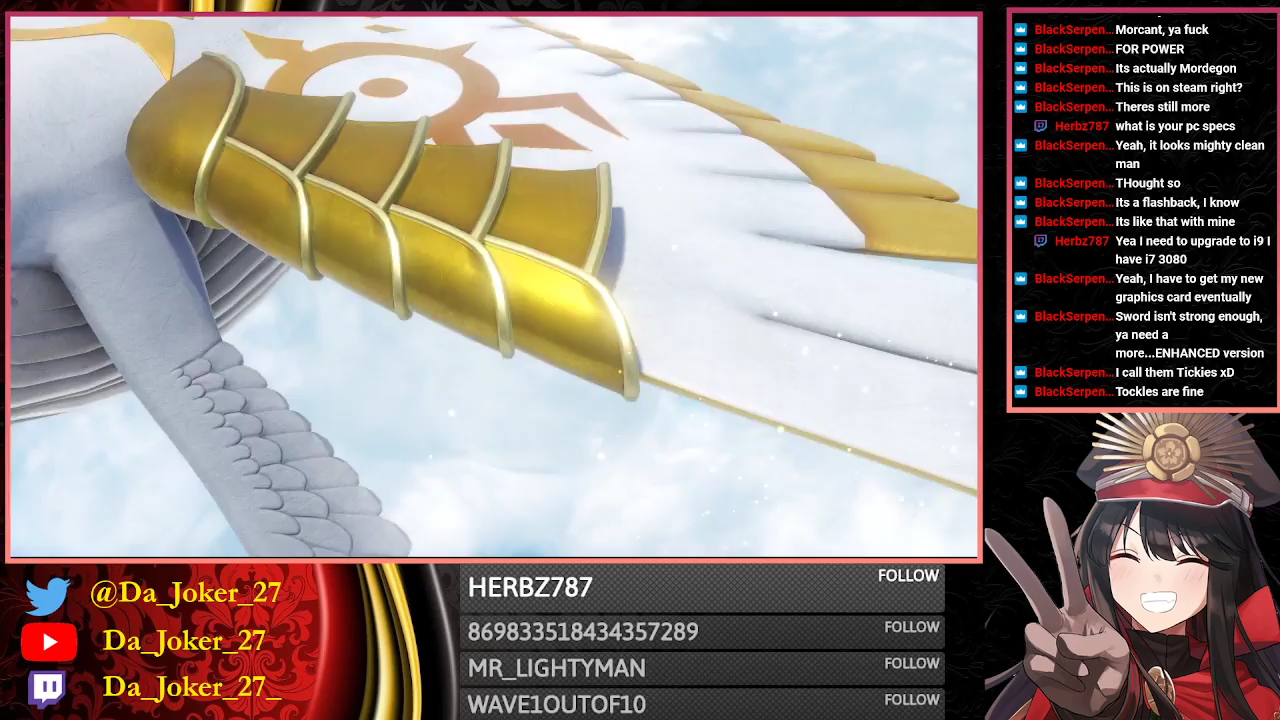 BlackSerpen... Morcant, ya fuck
BlackSerpen... FOR POWER
BlackSerpen... Its actually Mordegon
BlackSerpen... This is on steam right?
BlackSerpen... Theres still more
Herbz787 what is your pc specs
BlackSerpen... Yeah, it looks mighty clean
man
BlackSerpen... THought so
BlackSerpen... Its a flashback, I know
BlackSerpen... Its like that with mine
Herbz787 Yea I need to upgrade to i9 I
have i7 3080
BlackSerpen... Yeah, I have to get my new
graphics card eventually
BlackSerpen... Sword isn't strong enough,
ya need a
more...ENHANCED version
BlackSerpen... I call them Tickies xD
BlackSerpen... Tockles are fine
@Da_Joker_27
Da_Joker_27
Da_Joker_27_
HERBZ787 FOLLOW
869833518434357289 FOLLOW
MR_LIGHTYMAN FOLLOW
WAVE1OUTOF10 FOLLOW